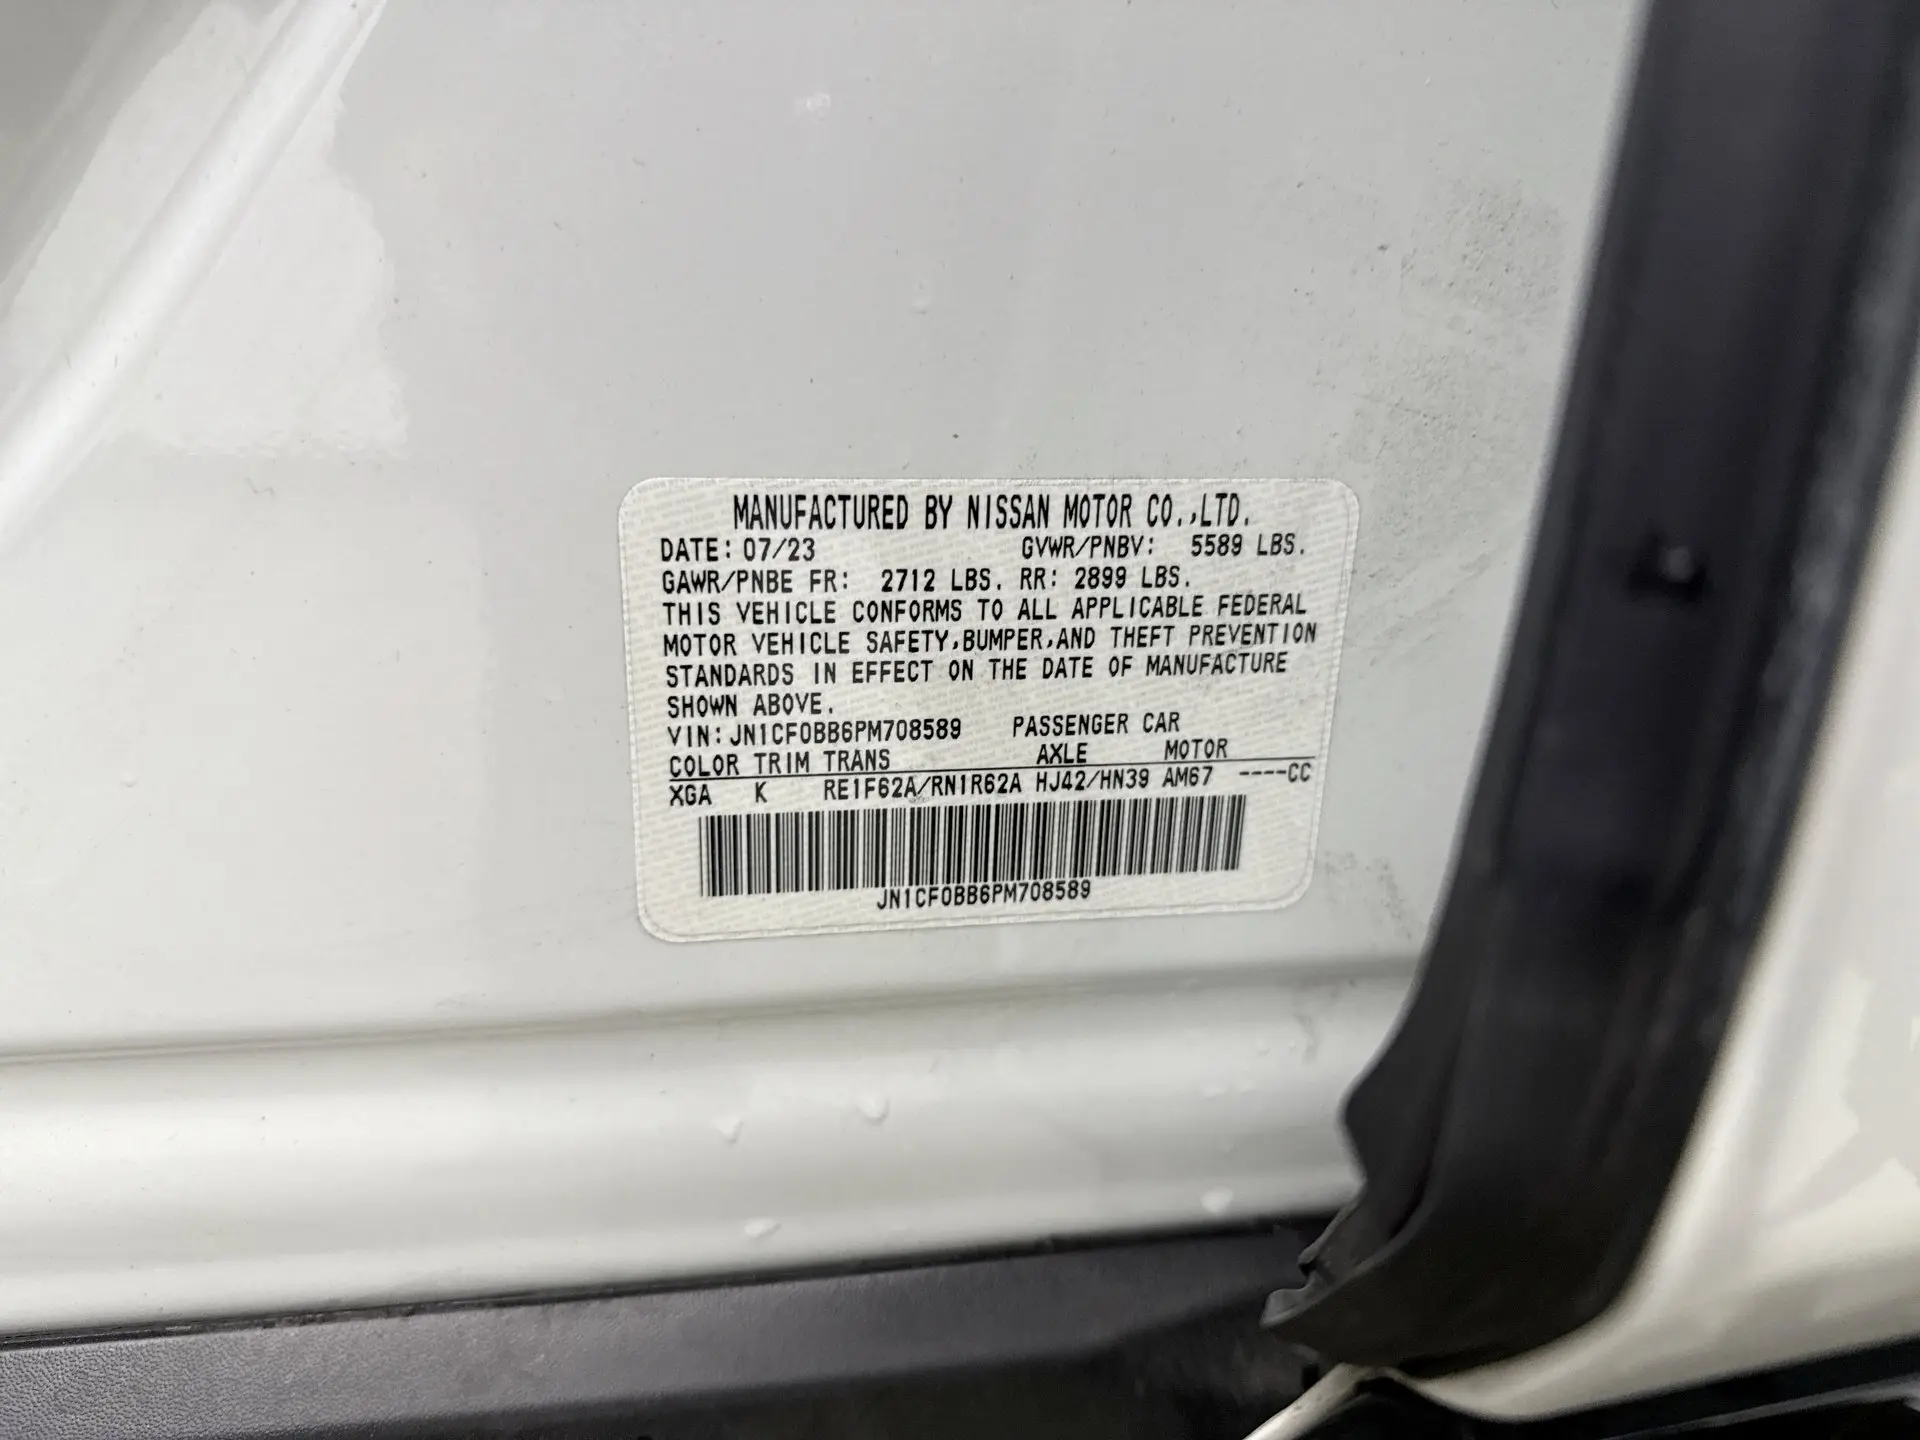 MANUFACTURED BY NISSAN MOTOR CO.,LTD.
DATE: 07/23 GVWR/PNBV: 5589 LBS.
GAWR/PNBE FR: 2712 LBS. RR: 2899 LBS.
THIS VEHICLE CONFORMS TO ALL APPLICABLE FEDERAL
MOTOR VEHICLE SAFETY,BUMPER,AND THEFT PREVENTION
STANDARDS IN EFFECT ON THE DATE OF MANUFACTURE
SHOWN ABOVE.
VIN: JN1CF0BB6PM708589 PASSENGER CAR
COLOR TRIM TRANS AXLE MOTOR
XGA K RE1F62A/RN1R62A HJ42/HN39 AM67 ----CC
JN1CF0BB6PM708589